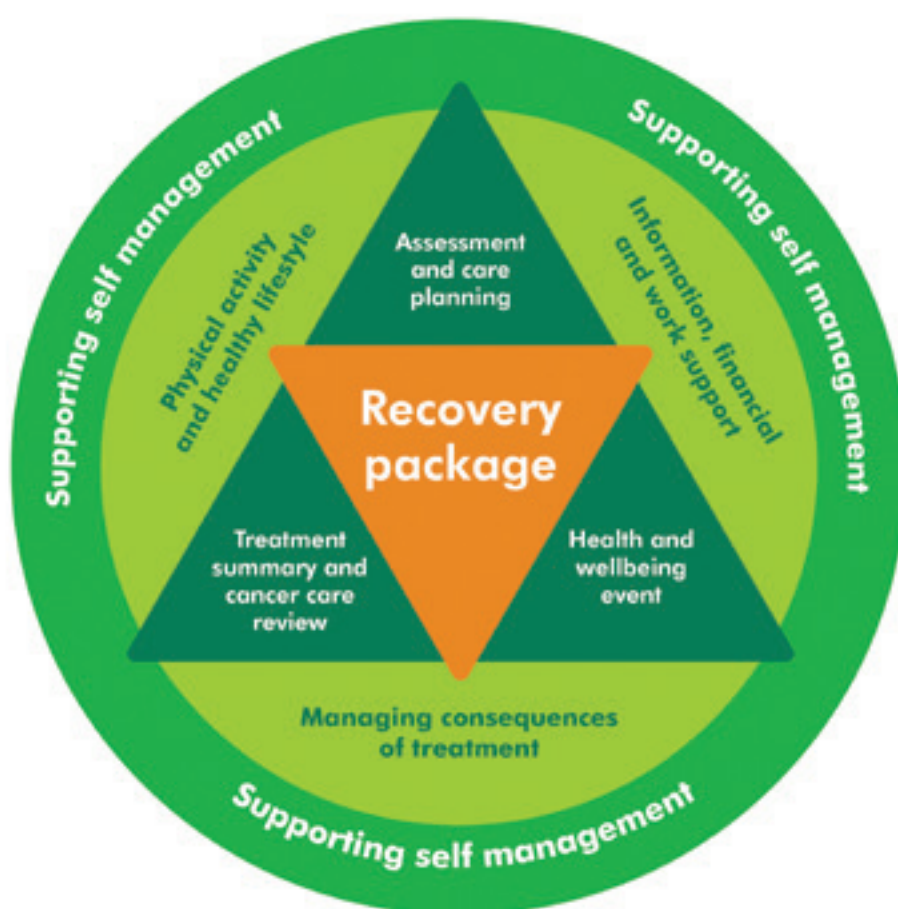 Supporting self management
Supporting self management
Physical activity
and healthy lifestyle
Information, financial
and work support
Assessment
and care
planning
Recovery
package
Treatment
summary and
cancer care
review
Health and
wellbeing
event
Managing consequences
of treatment
Supporting self management